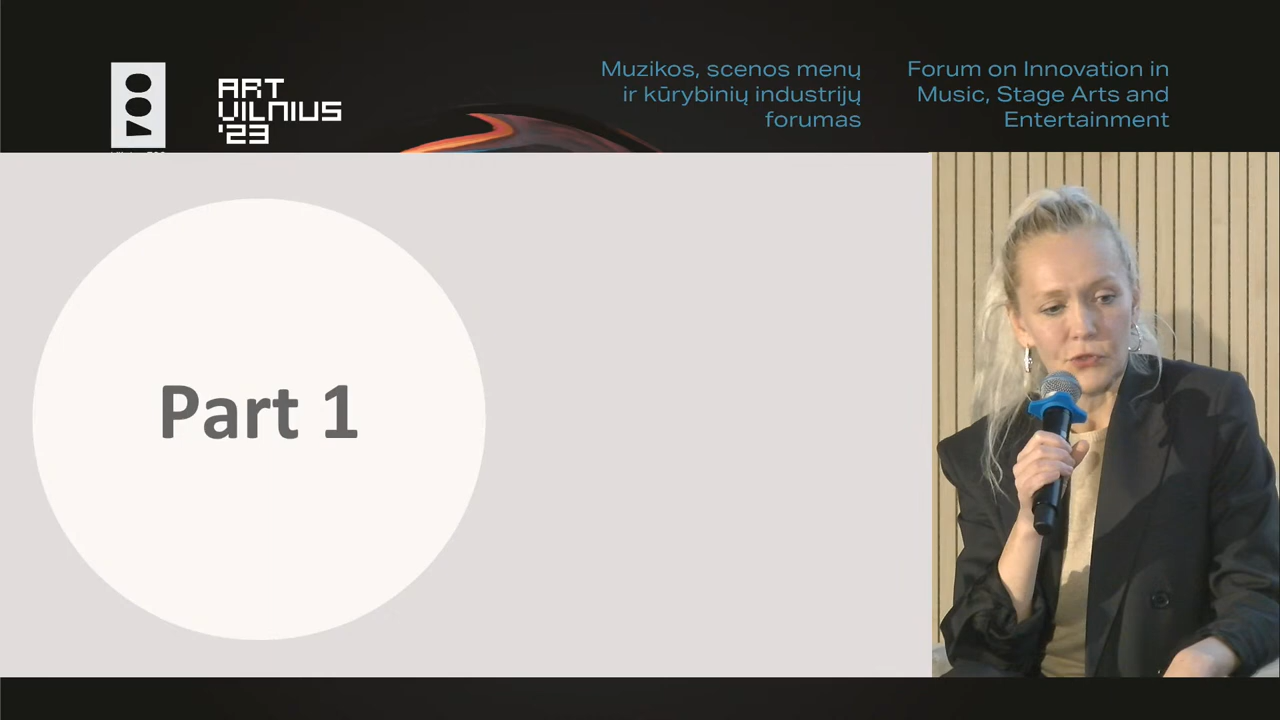 ART
VILNIUS
'23
Muzikos, scenos menų
ir kūrybinių industrijų
forumas
Forum on Innovation in
Music, Stage Arts and
Entertainment
Part 1